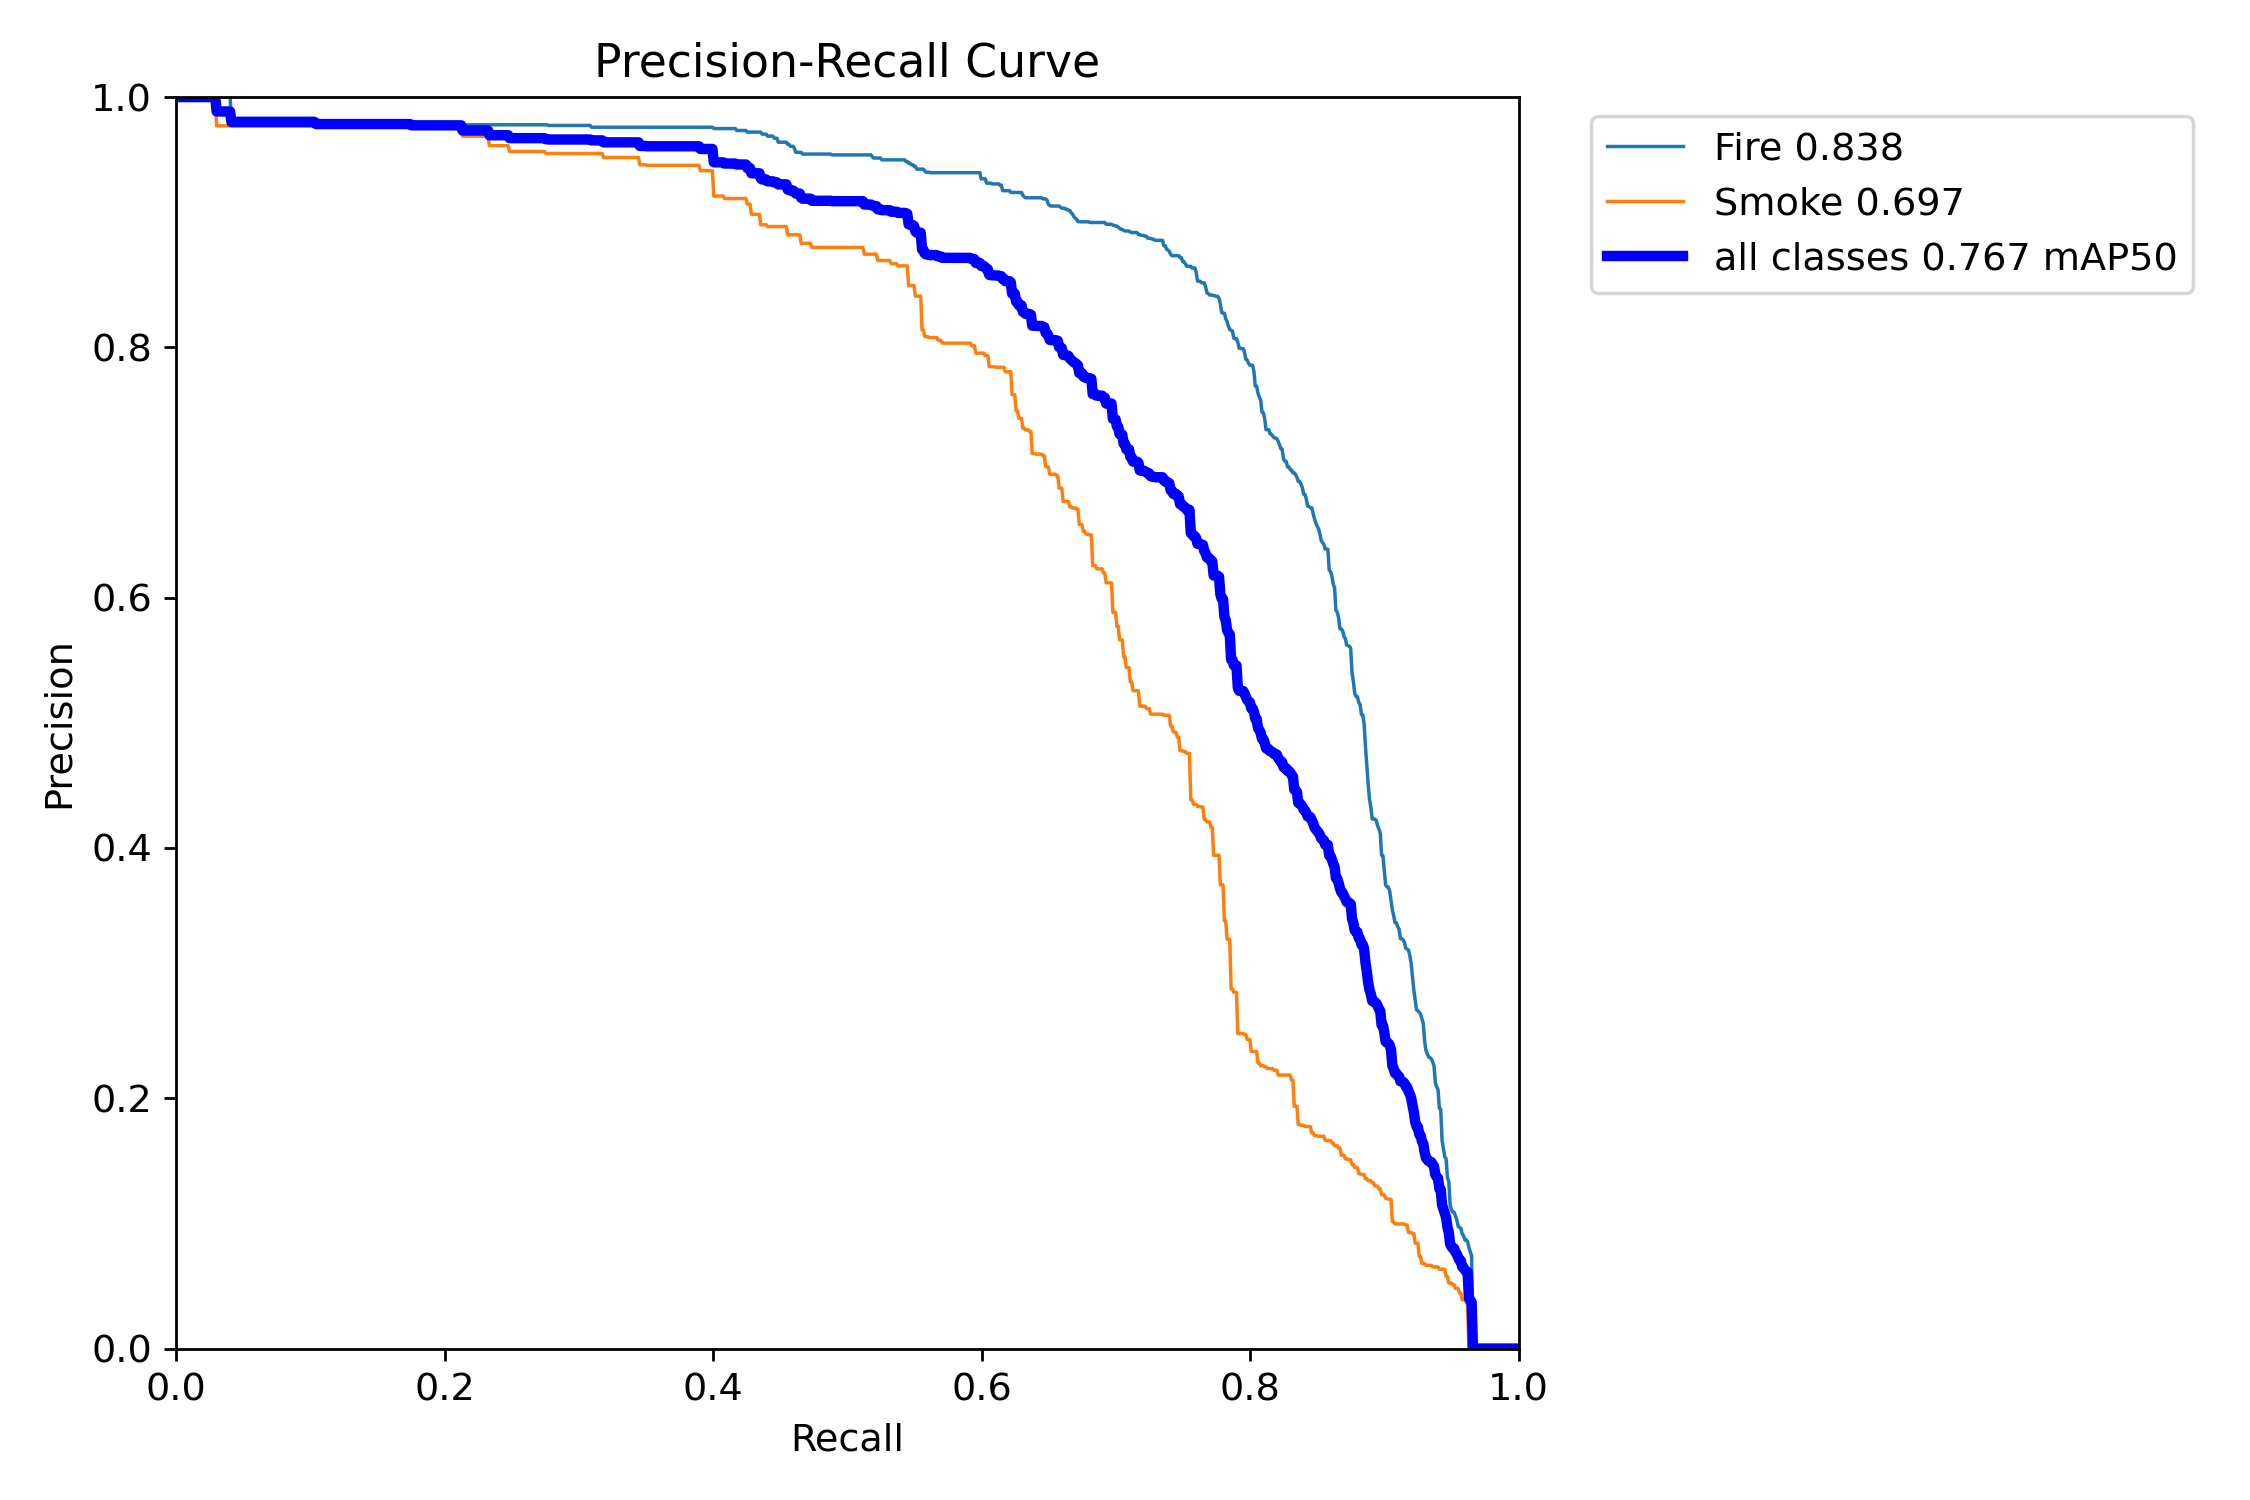 Precision-Recall Curve
Fire 0.838
Smoke 0.697
all classes 0.767 mAP50
Precision
1.0
0.8
0.6
0.4
0.2
0.0
0.0 0.2 0.4 0.6 0.8 1.0
Recall